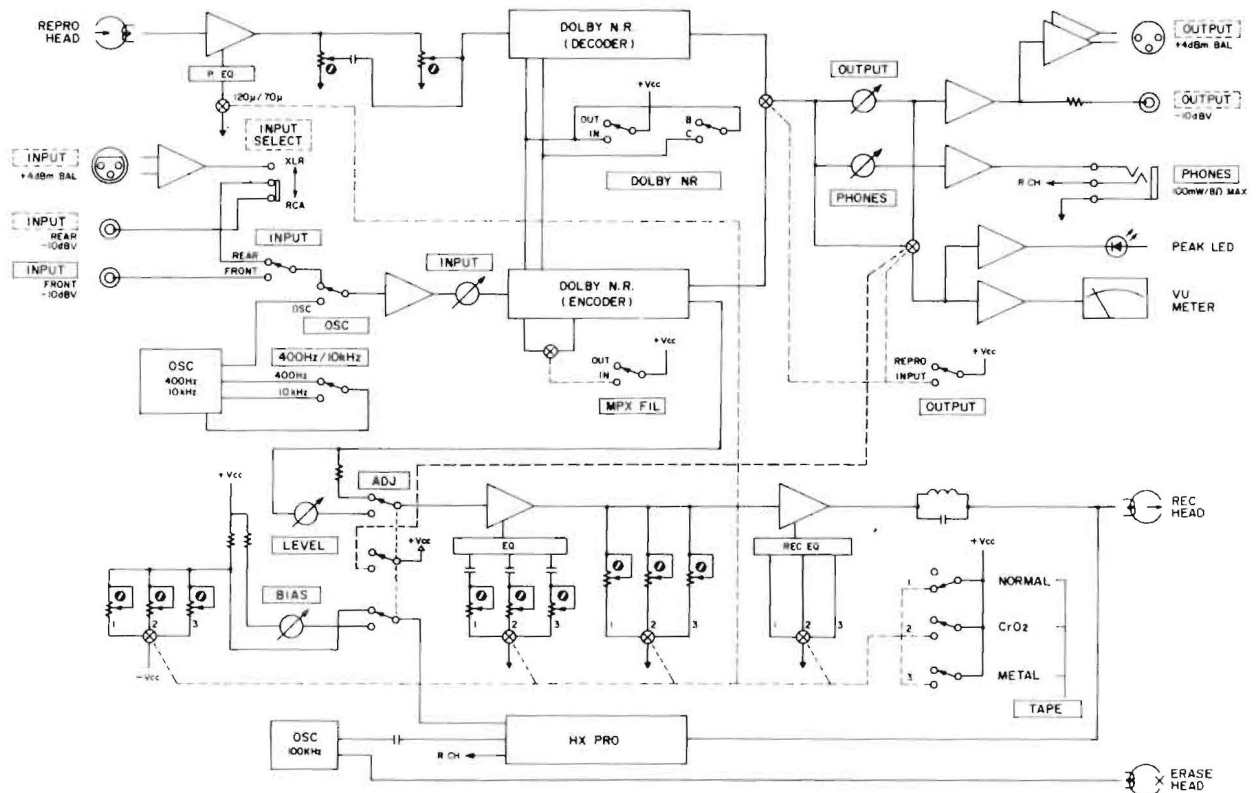 REPRO
HEAD
P. EQ
120μ/70μ
DOLBY N.R.
(DECODER)
OUT
IN
+Vcc
B
C
DOLBY NR
OUTPUT
PHONES
OUTPUT
+4dBm BAL
OUTPUT
-10dBV
R CH
PHONES
100mW/8Ω MAX
PEAK LED
VU
METER
INPUT
SELECT
XLR
RCA
INPUT
+4dBm BAL
INPUT
REAR
-10dBV
INPUT
FRONT
-10dBV
INPUT
REAR
FRONT
OSC
OSC
INPUT
DOLBY N.R.
(ENCODER)
400Hz/10kHz
OSC
400Hz
10kHz
400Hz
10kHz
OUT
IN
+Vcc
MPX FIL
REPRO
INPUT
+Vcc
OUTPUT
+Vcc
ADJ
LEVEL
+Vcc
BIAS
1
2
3
-Vcc
EQ
1
2
3
1
2
3
REC EQ
1
2
3
REC
HEAD
+Vcc
1
NORMAL
2
CrO2
3
METAL
TAPE
OSC
100KHz
R CH
HX PRO
ERASE
HEAD